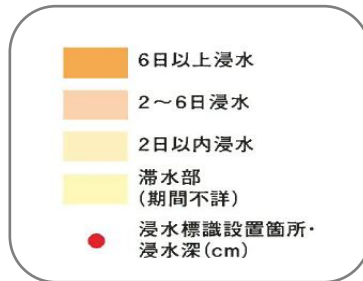 6日以上浸水
2～6日浸水
2日以内浸水
滞水部
(期間不詳)
浸水標識設置箇所･
浸水深(cm)